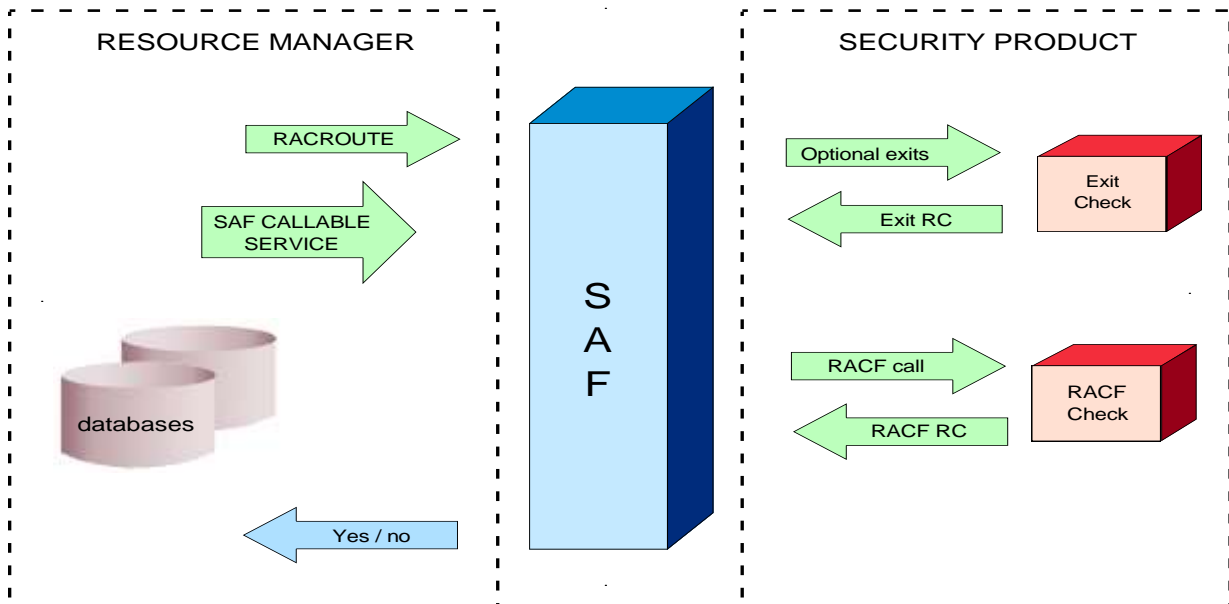 RESOURCE MANAGER
RACROUTE
SAF CALLABLE
SERVICE
databases
Yes / no
S
A
F
SECURITY PRODUCT
Optional exits
Exit
Check
Exit RC
RACF call
RACF
Check
RACF RC